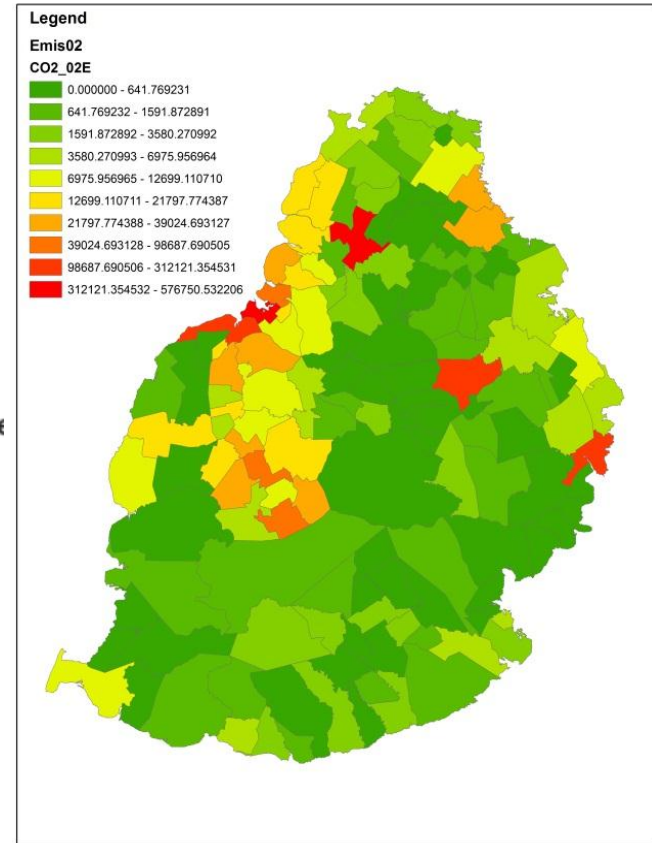 Legend
Emis02
CO2_02E
0.000000 - 641.769231
641.769232 - 1591.872891
1591.872892 - 3580.270992
3580.270993 - 6975.956964
6975.956965 - 12699.110710
12699.110711 - 21797.774387
21797.774388 - 39024.693127
39024.693128 - 98687.690505
98687.690506 - 312121.354531
312121.354532 - 576750.532206